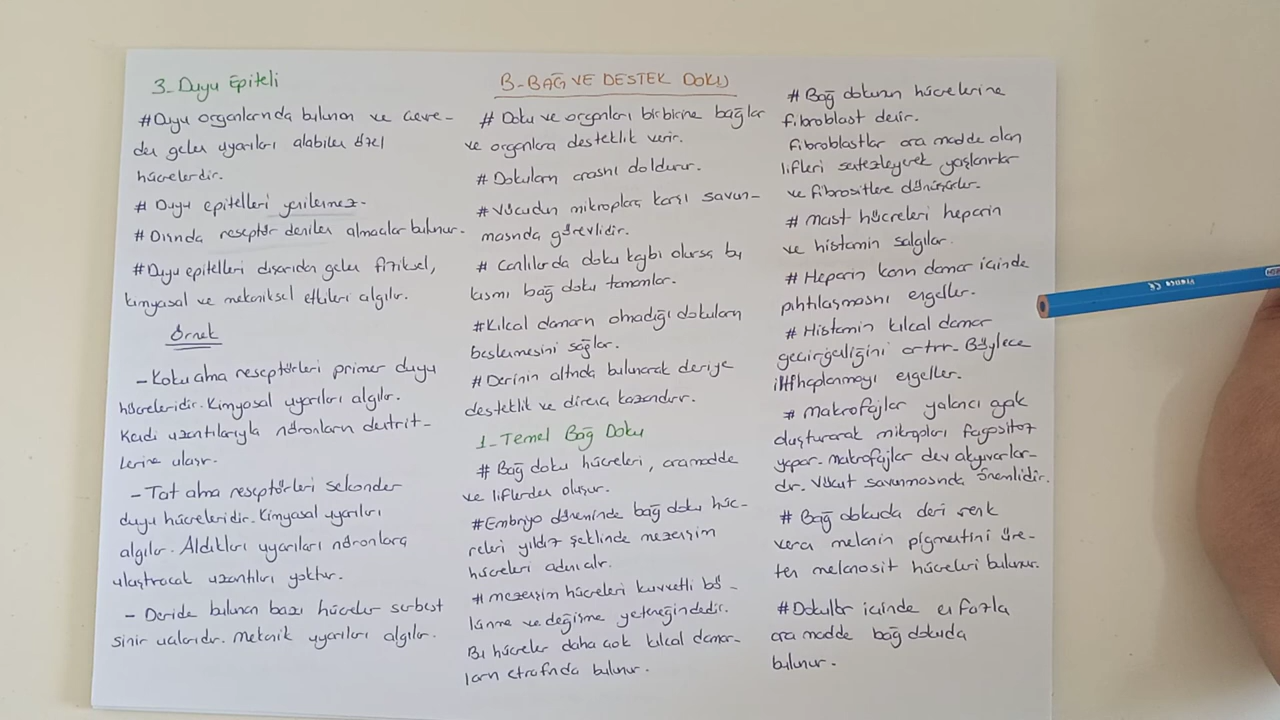 3_ Duyu Epiteli
# Duyu organlarında bulunan ve çevre-
den gelen uyarıları alabilen özel
hücrelerdir.
# Duyu epitelleri yenilemez.
# Dışında reseptör denilen almaçlar bulunur.
# Duyu epitelleri dışarıdan gelen fiziksel,
kimyasal ve mekaniksel etkileri algılar.
Örnek
- Koku alma reseptörleri primer duyu
hücreleridir. Kimyasal uyarıları algılar.
Kendi uzantılarıyla nöronların dentrit-
lerine ulaşır.
- Tat alma reseptörleri sekonder
duyu hücreleridir. Kimyasal uyarıları
algılar. Aldıkları uyarıları nöronlara
ulaştıracak uzantıları yoktur.
- Deride bulunan bazı hücreler serbest
sinir uçlarıdır. Mekanik uyarıları algılar.
B-BAĞ VE DESTEK DOKU
# Doku ve organları birbirine bağlar
ve organlara desteklik verir.
# Dokuların arasını doldurur.
# Vücudun mikroplara karşı savun-
masında görevlidir.
# Canlılarda doku kaybı olursa bu
kısmı bağ doku tamamlar.
# Kılcal damarın olmadığı dokuların
beslenmesini sağlar.
# Derinin altında bulunarak deriye
desteklik ve direnç kazandırır.
1_ Temel Bağ Doku
# Bağ doku hücreleri, ara madde
ve liflerden oluşur.
# Embriyo döneminde bağ doku hüc-
releri yıldız şeklinde mezenşim
hücreleri adını alır.
# mezenşim hücreleri kuvvetli bö-
lünme ve değişme yeteneğindedir.
Bu hücreler daha çok kılcal damar-
ların etrafında bulunur.
# Bağ dokunun hücrelerine
fibroblast denir.
Fibroblastlar ara madde olan
lifleri sentezleyerek yaşlanırlar
ve fibrositlere dönüşürler.
# Mast hücreleri heparin
ve histamin salgılar.
# Heparin kanın damar içinde
pıhtılaşmasını engeller.
# Histamin kılcal damar
geçirgenliğini artırır. Böylece
iltihaplanmayı engeller.
# Makrofajlar yalancı ayak
oluşturarak mikropları fagositoz
yapar. Makrofajlar dev akyuvarlar-
dır. Vücut savunmasında önemlidir.
# Bağ dokuda deri renk
veren melanin pigmentini üre-
ten melanosit hücreleri bulunur.
# Dokular içinde en fazla
ara madde bağ dokuda
bulunur.